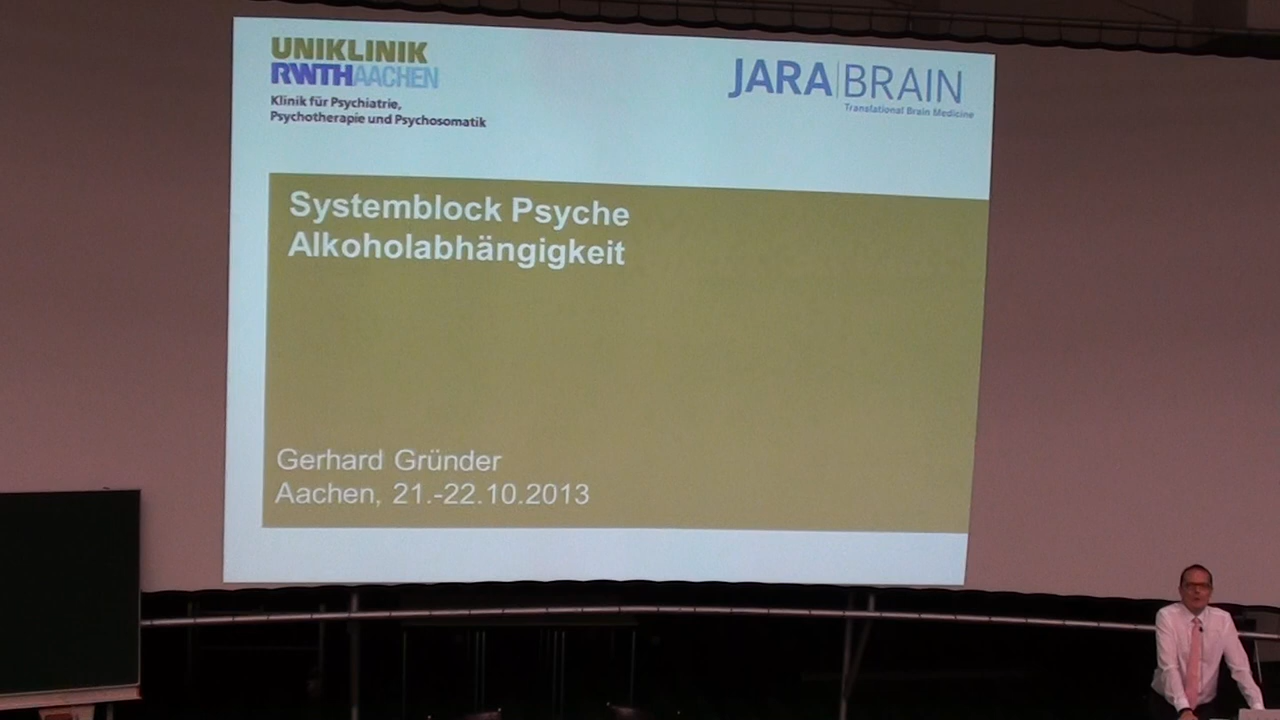 UNIKLINIK
RWTHAACHEN
Klinik für Psychiatrie,
Psychotherapie und Psychosomatik
JARA|BRAIN
Translational Brain Medicine
Systemblock Psyche
Alkoholabhängigkeit
Gerhard Gründer
Aachen, 21.-22.10.2013